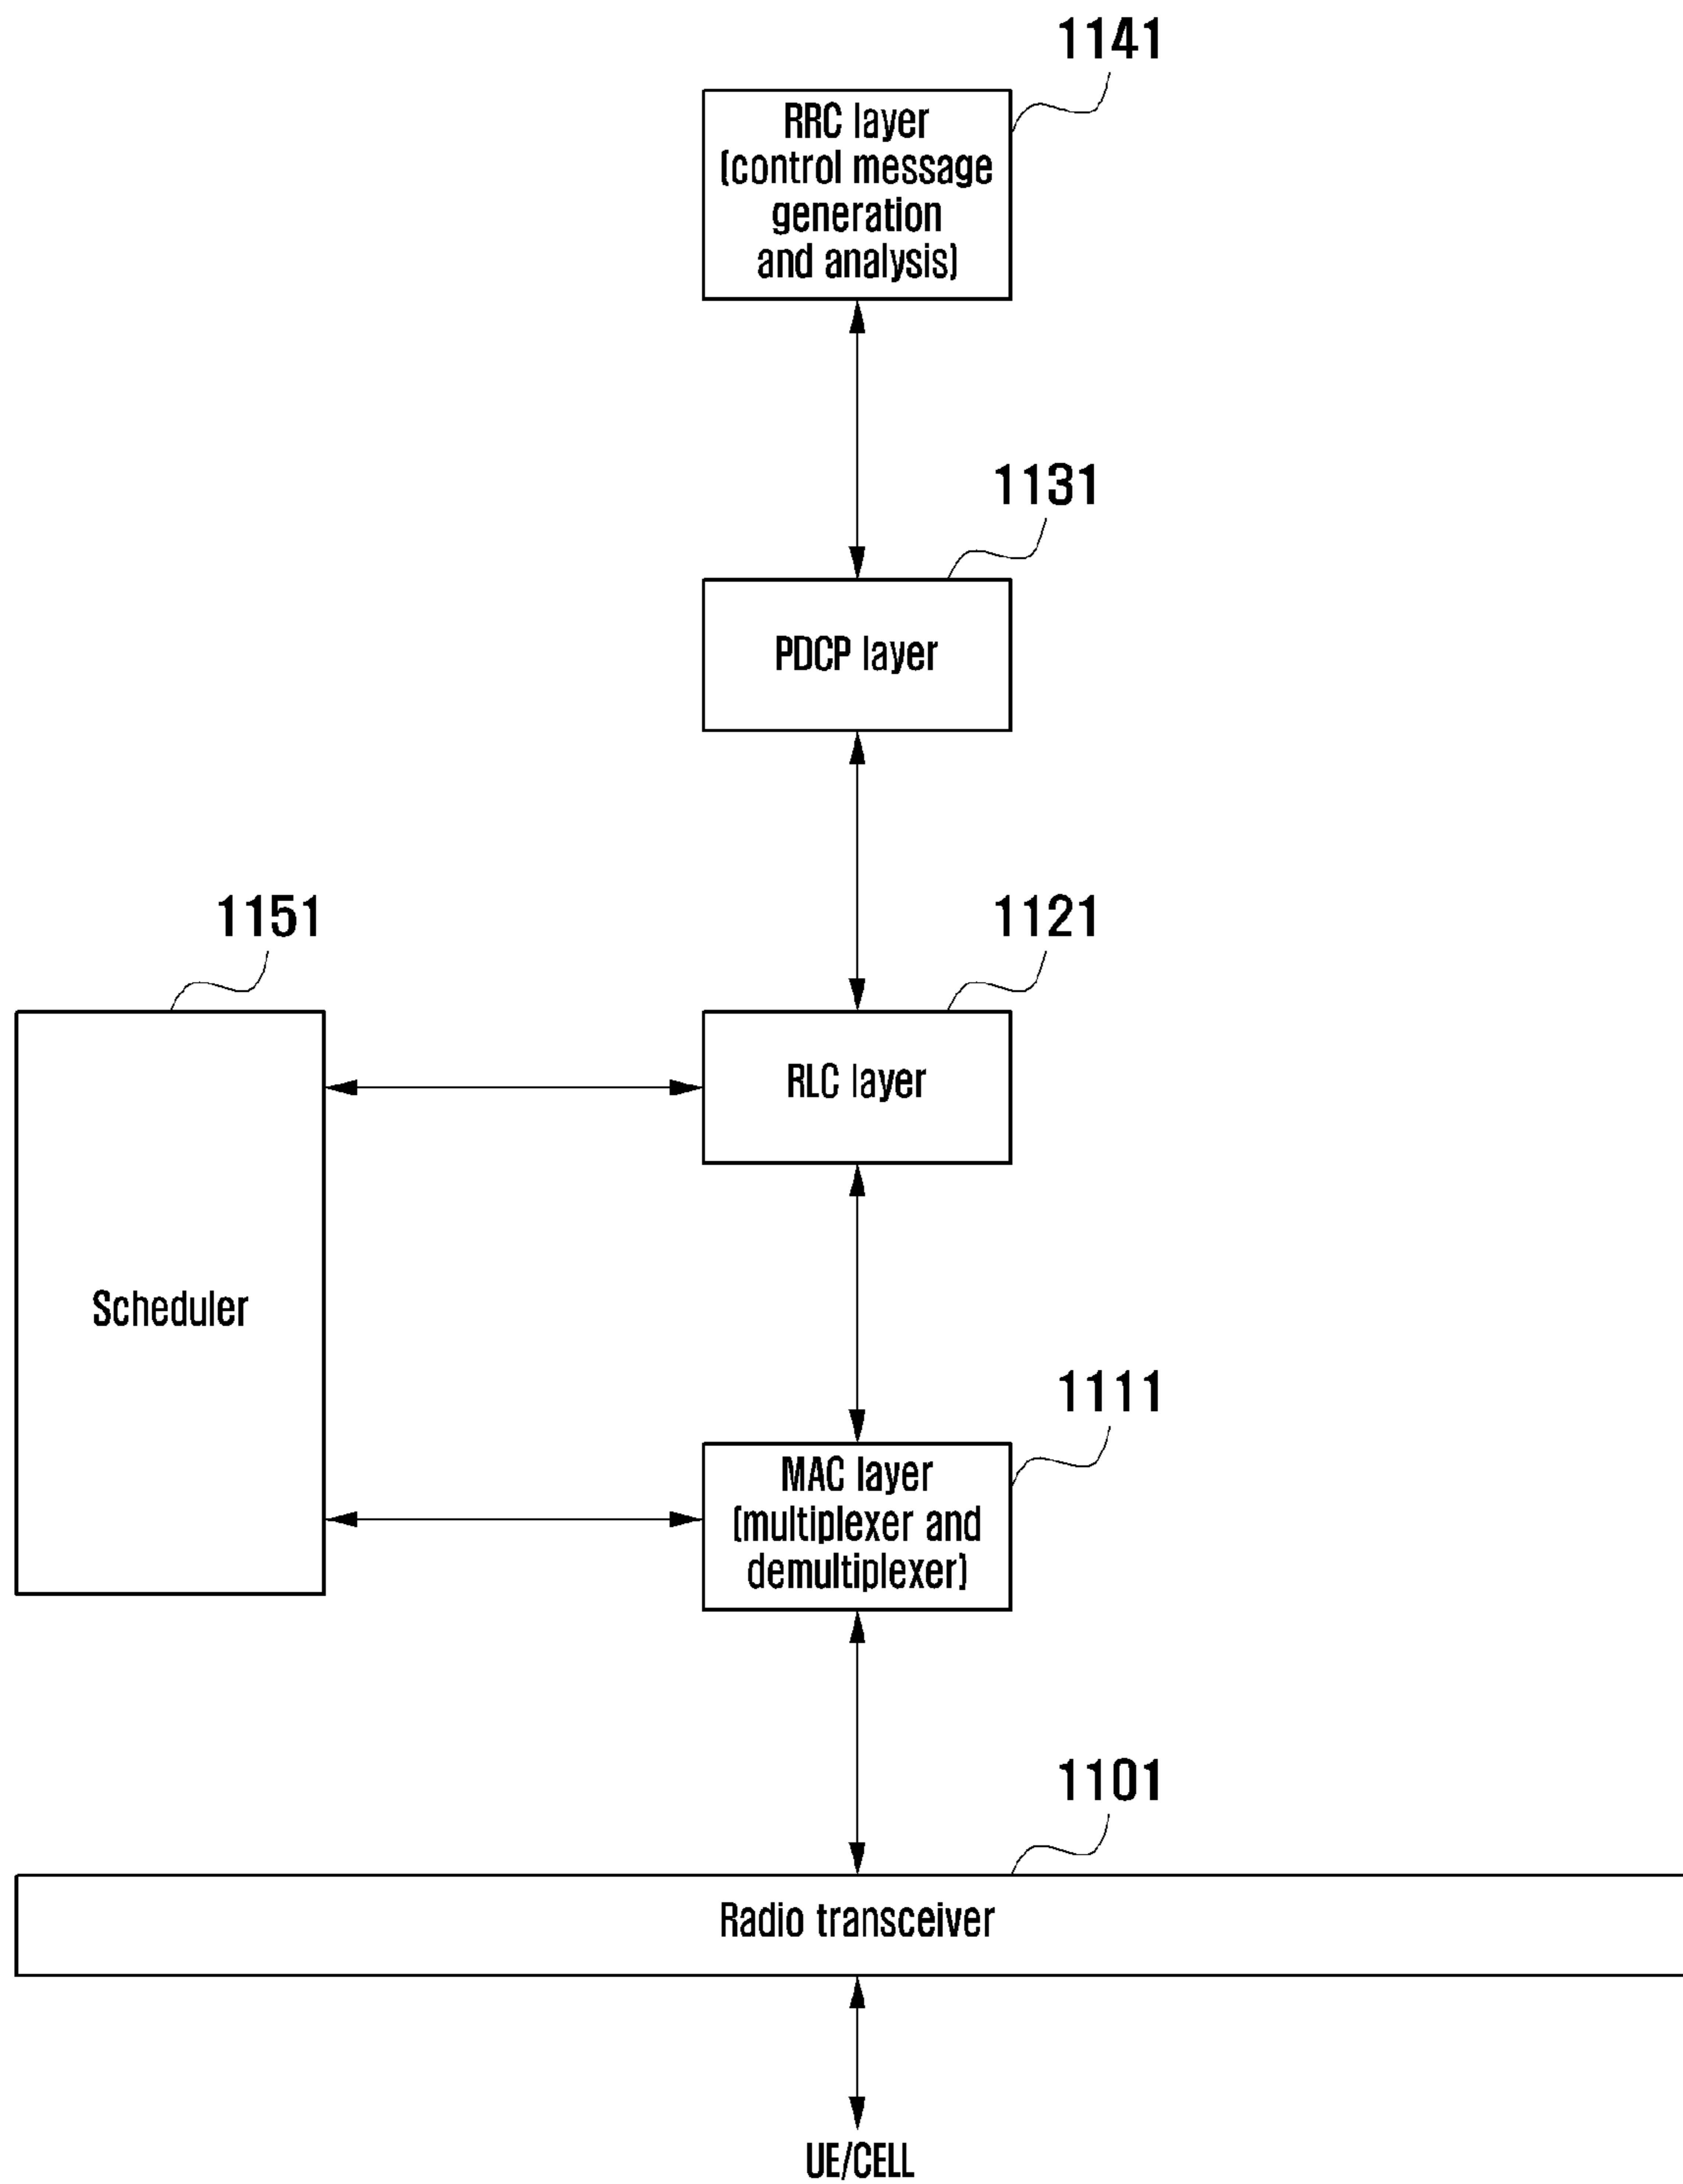 1141
RRC layer
(control message
generation
and analysis)
1131
PDCP layer
1151
1121
RLC layer
Scheduler
1111
MAC layer
(multiplexer and
demultiplexer)
1101
Radio transceiver
UE/CELL